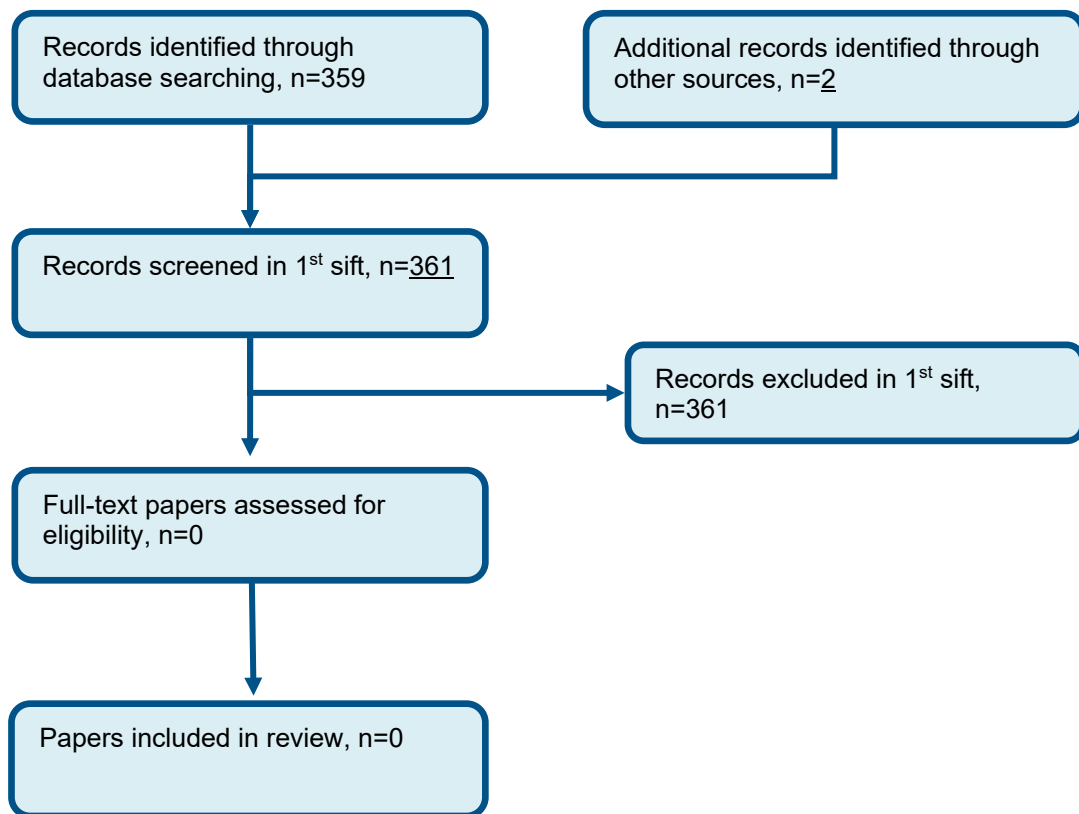 Records identified through
database searching, n=359
Additional records identified through
other sources, n=2
Records screened in 1st sift, n=361
Records excluded in 1st sift,
n=361
Full-text papers assessed for
eligibility, n=0
Papers included in review, n=0